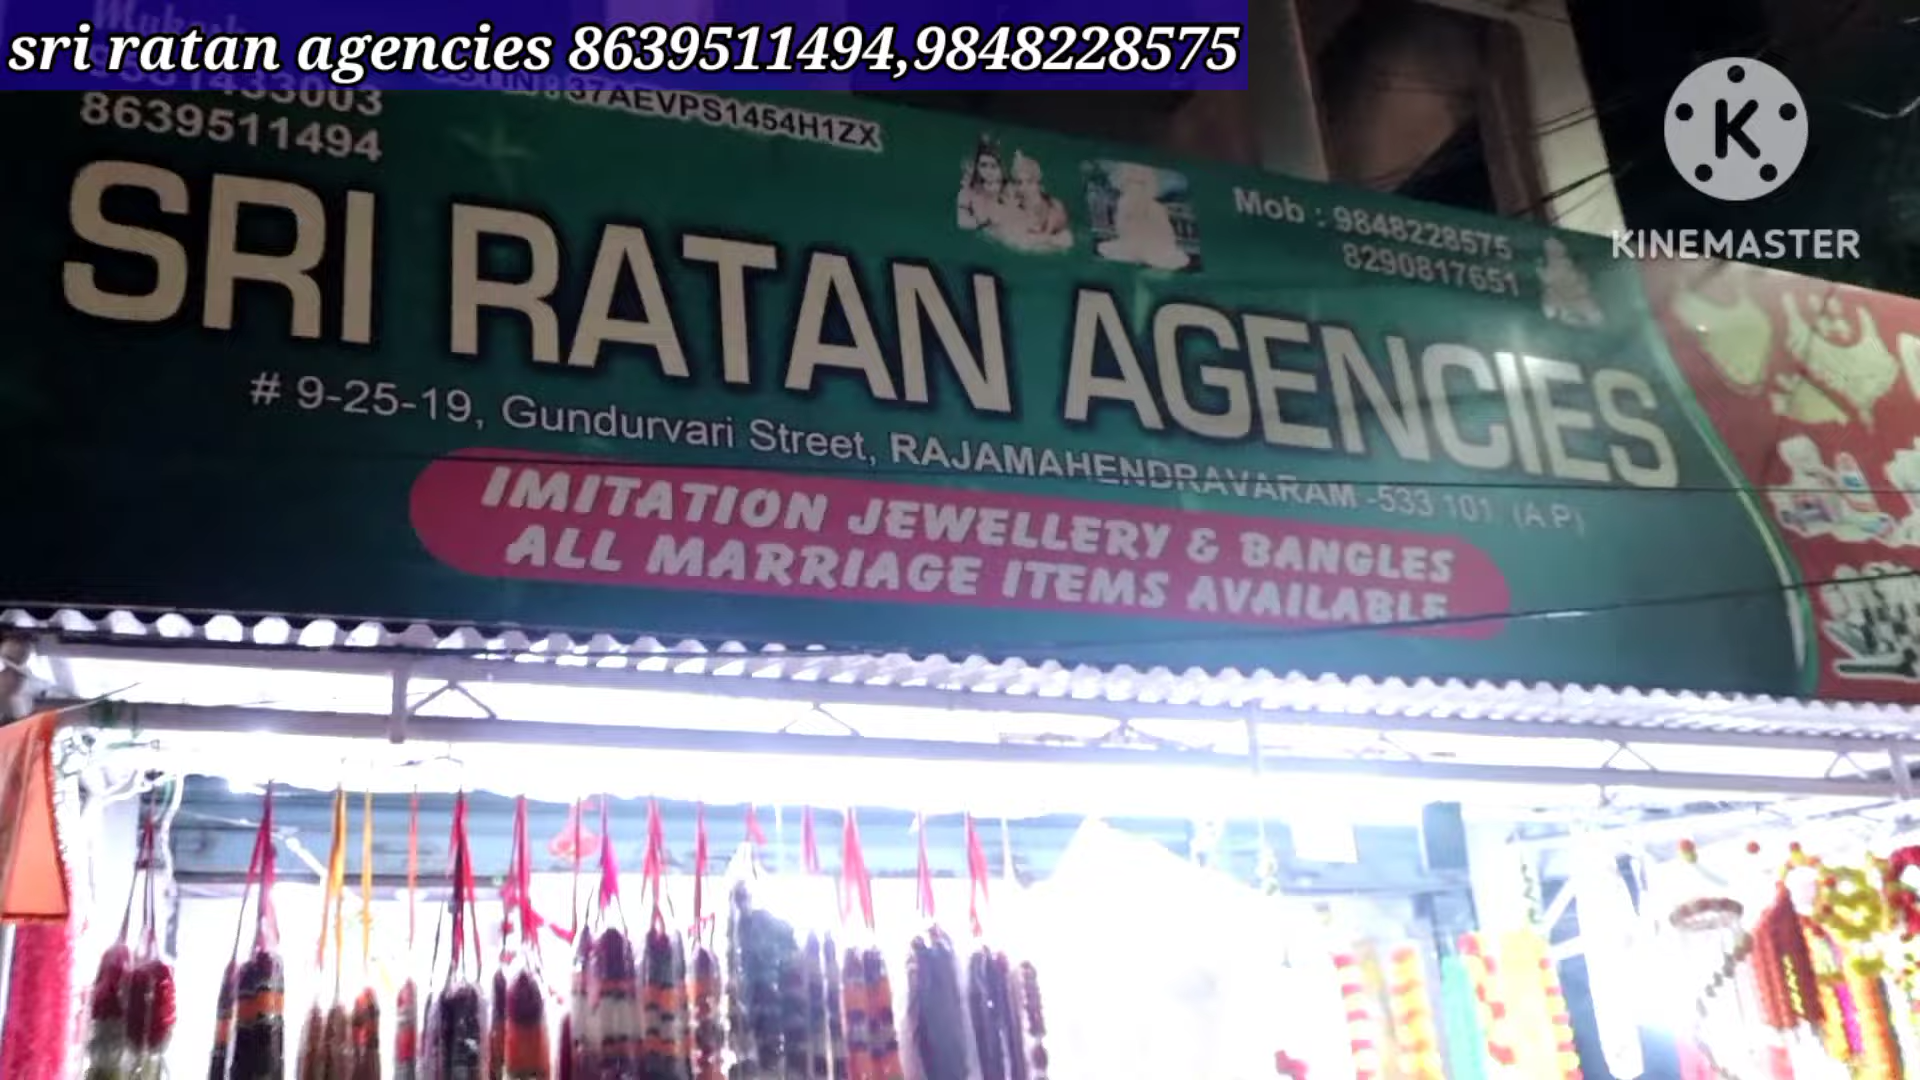 sri ratan agencies 8639511494,9848228575
8639511494
37AEVPS1454H1ZX
Mob : 9848228575
8290817651
K
KINEMASTER
SRI RATAN AGENCIES
# 9-25-19, Gundurvari Street, RAJAMAHENDRAVARAM -533 101 (A.P)
IMITATION JEWELLERY & BANGLES
ALL MARRIAGE ITEMS AVAILABLE